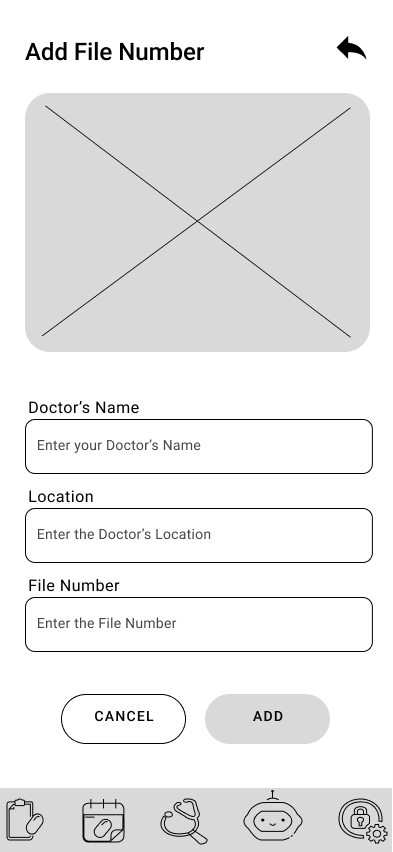 Add File Number
Doctor’s Name
Enter your Doctor’s Name
Location
Enter the Doctor’s Location
File Number
Enter the File Number
CANCEL
ADD